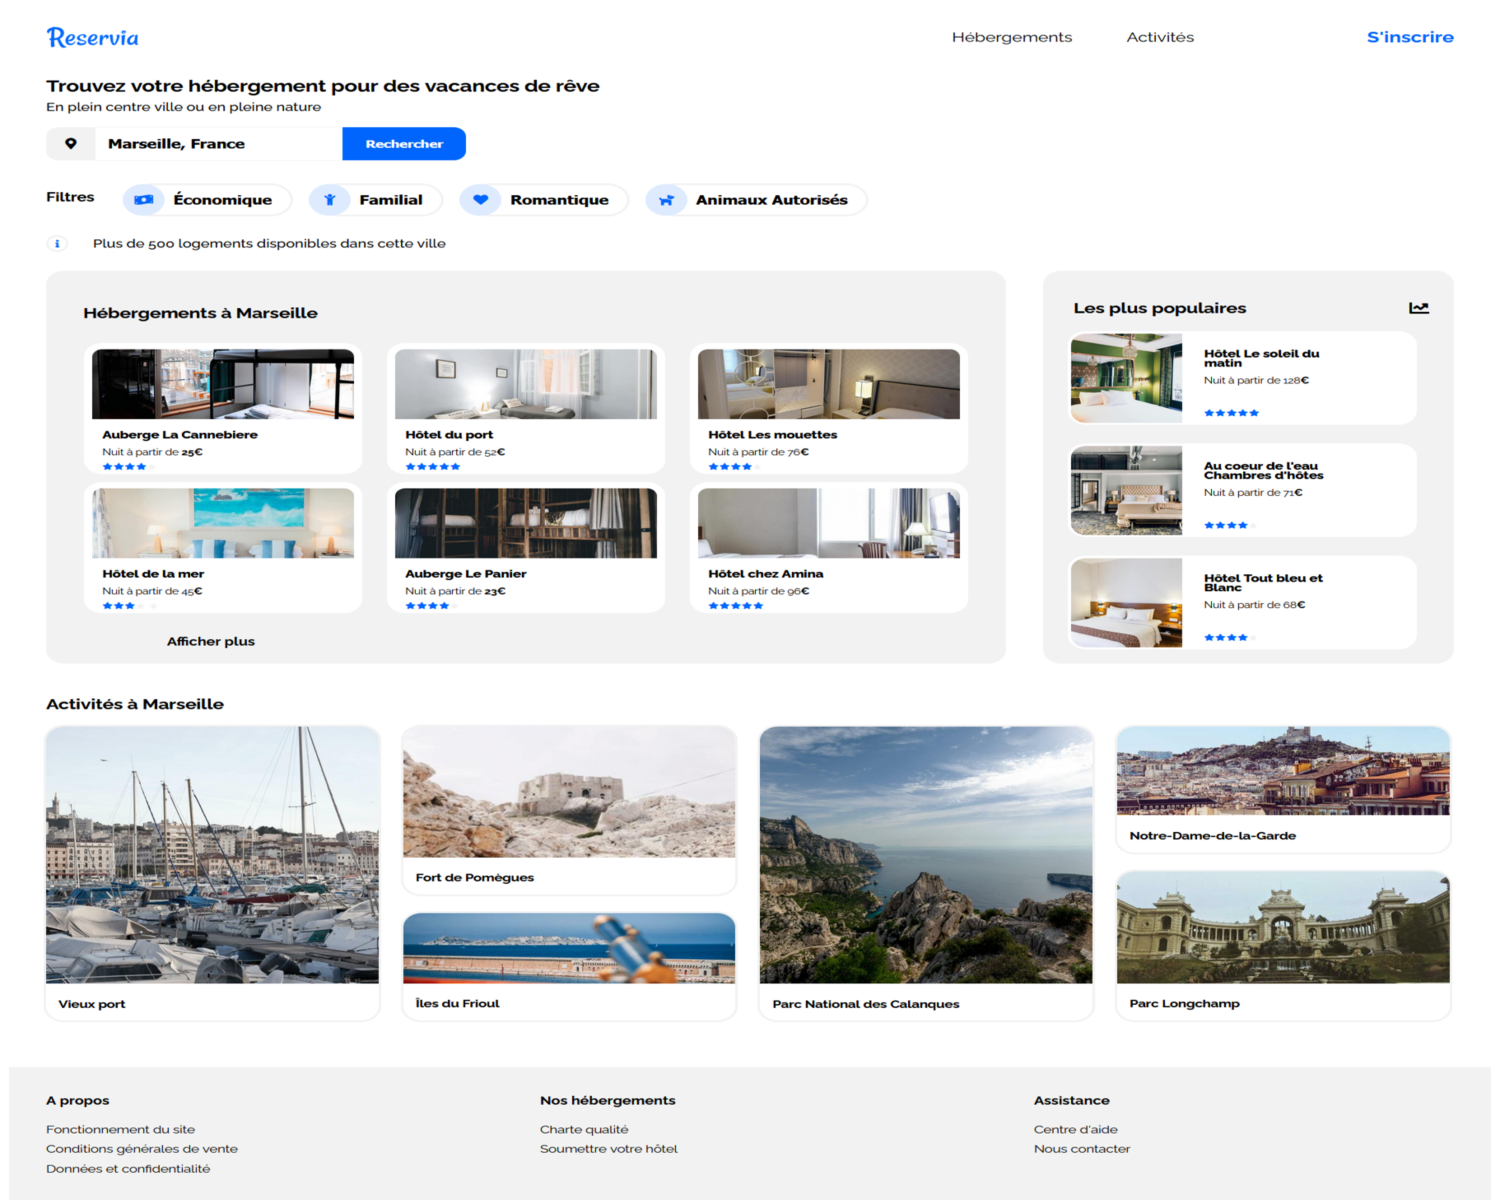 Reservia
Hébergements
Activités
S'inscrire
Trouvez votre hébergement pour des vacances de rêve
En plein centre ville ou en pleine nature
Marseille, France
Rechercher
Filtres
Économique
Familial
Romantique
Animaux Autorisés
Plus de 500 logements disponibles dans cette ville
Hébergements à Marseille
Auberge La Cannebiere
Nuit à partir de 25€
Hôtel du port
Nuit à partir de 52€
Hôtel Les mouettes
Nuit à partir de 76€
Hôtel de la mer
Nuit à partir de 45€
Auberge Le Panier
Nuit à partir de 23€
Hôtel chez Amina
Nuit à partir de 96€
Afficher plus
Les plus populaires
Hôtel Le soleil du
matin
Nuit à partir de 128€
Au coeur de l'eau
Chambres d'hôtes
Nuit à partir de 71€
Hôtel Tout bleu et
Blanc
Nuit à partir de 68€
Activités à Marseille
Vieux port
Fort de Pomègues
Îles du Frioul
Parc National des Calanques
Notre-Dame-de-la-Garde
Parc Longchamp
A propos
Fonctionnement du site
Conditions générales de vente
Données et confidentialité
Nos hébergements
Charte qualité
Soumettre votre hôtel
Assistance
Centre d'aide
Nous contacter